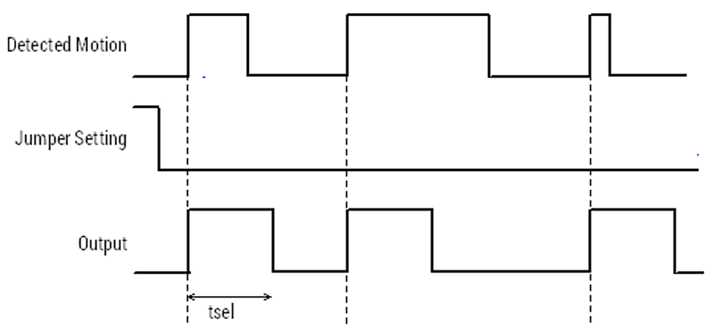 Detected Motion
Jumper Setting
Output
tsel